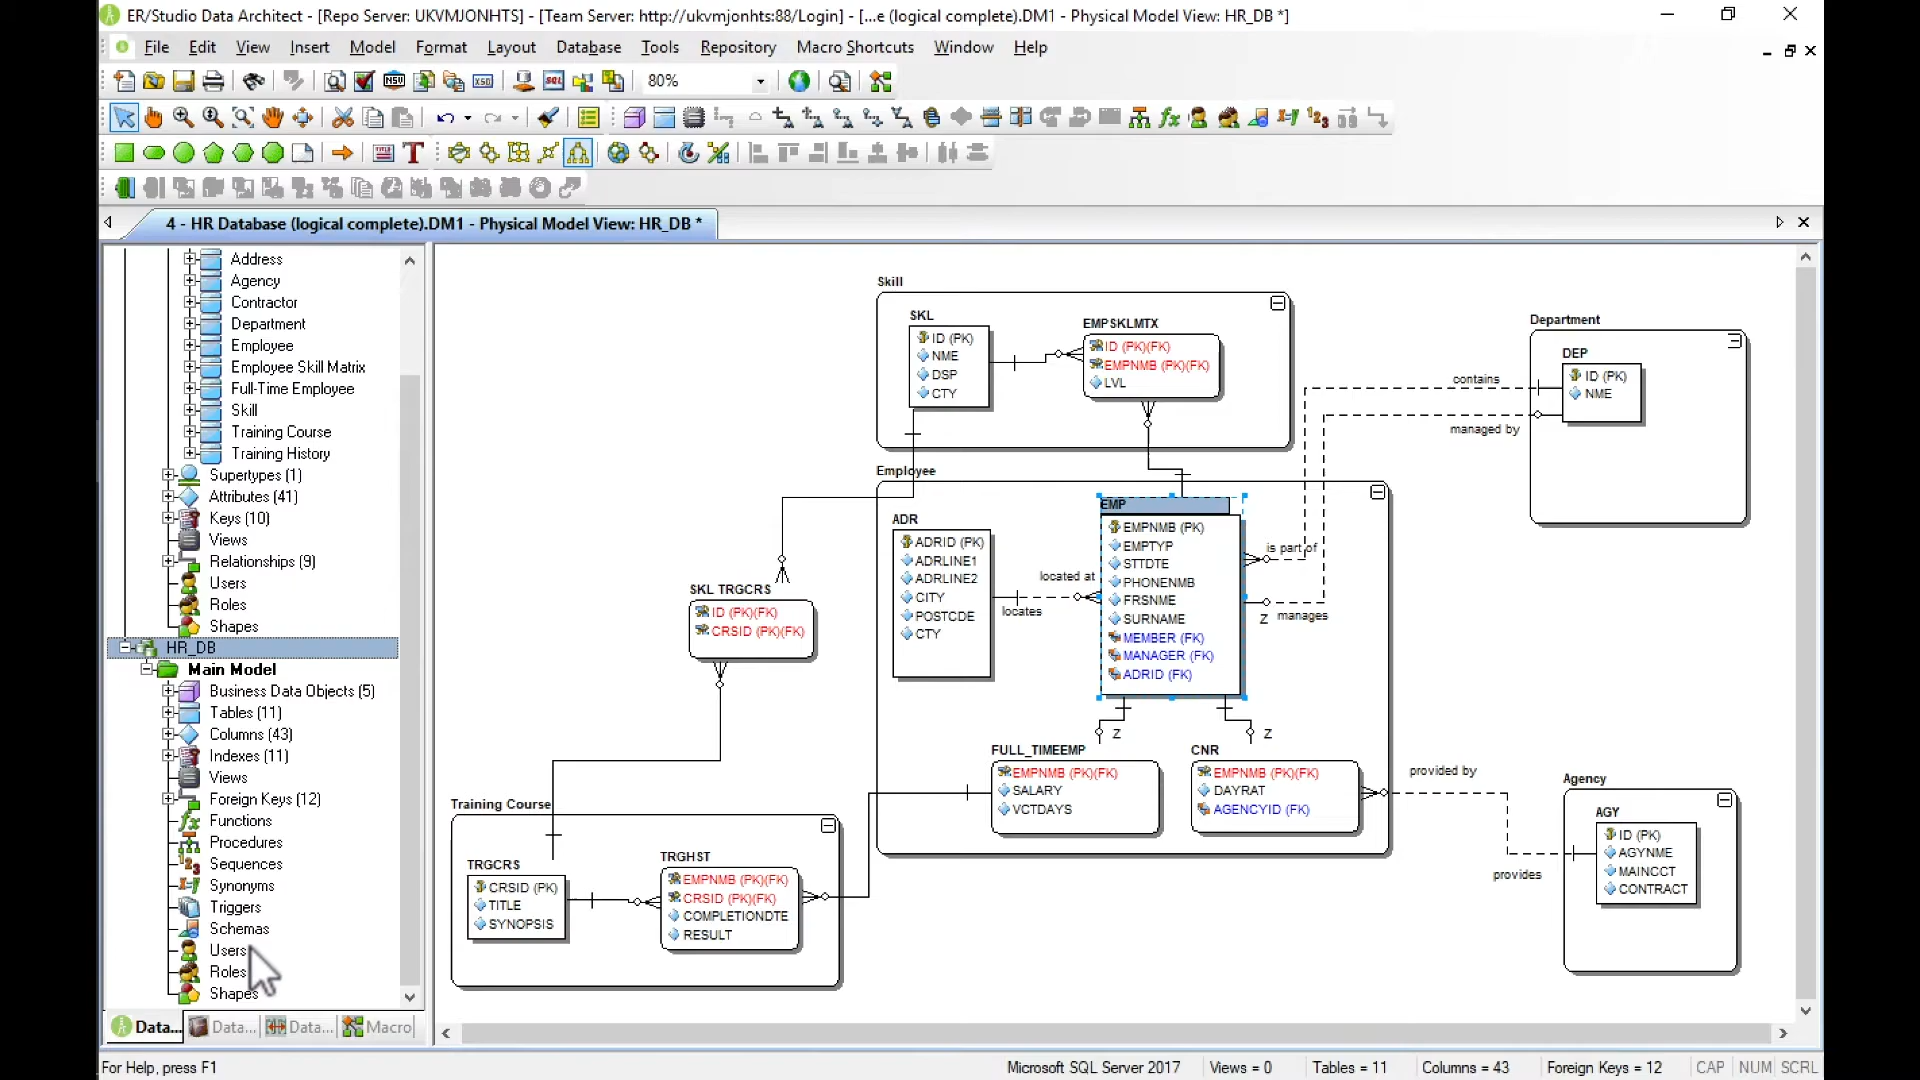 ER/Studio Data Architect - [Repo Server: UKVMJONHTS] - [Team Server: http://ukvmjonhts:88/Login] - [...e (logical complete).DM1 - Physical Model View: HR_DB *]
File Edit View Insert Model Format Layout Database Tools Repository Macro Shortcuts Window Help
80%
4 - HR Database (logical complete).DM1 - Physical Model View: HR_DB *
Address
Agency
Contractor
Department
Employee
Employee Skill Matrix
Full-Time Employee
Skill
Training Course
Training History
Supertypes (1)
Attributes (41)
Keys (10)
Views
Relationships (9)
Users
Roles
Shapes
HR_DB
Main Model
Business Data Objects (5)
Tables (11)
Columns (43)
Indexes (11)
Views
Foreign Keys (12)
Functions
Procedures
Sequences
Synonyms
Triggers
Schemas
Users
Roles
Shapes
Data... Data... Data... Macro
Skill
SKL
ID (PK)
NME
DSP
CTY
EMPSKLMTX
ID (PK)(FK)
EMPNMB (PK)(FK)
LVL
Department
DEP
ID (PK)
NME
contains
managed by
Employee
ADR
ADRID (PK)
ADRLINE1
ADRLINE2
CITY
POSTCDE
CTY
located at
locates
EMP
EMPNMB (PK)
EMPTYP
STTDTE
PHONENMB
FRSNME
SURNAME
MEMBER (FK)
MANAGER (FK)
ADRID (FK)
is part of
Z manages
SKL TRGCRS
ID (PK)(FK)
CRSID (PK)(FK)
Z
Z
FULL_TIMEEMP
EMPNMB (PK)(FK)
SALARY
VCTDAYS
CNR
EMPNMB (PK)(FK)
DAYRAT
AGENCYID (FK)
provided by
provides
Agency
AGY
ID (PK)
AGYNME
MAINCCT
CONTRACT
Training Course
TRGCRS
CRSID (PK)
TITLE
SYNOPSIS
TRGHST
EMPNMB (PK)(FK)
CRSID (PK)(FK)
COMPLETIONDTE
RESULT
For Help, press F1
Microsoft SQL Server 2017 Views = 0 Tables = 11 Columns = 43 Foreign Keys = 12 CAP NUM SCRL